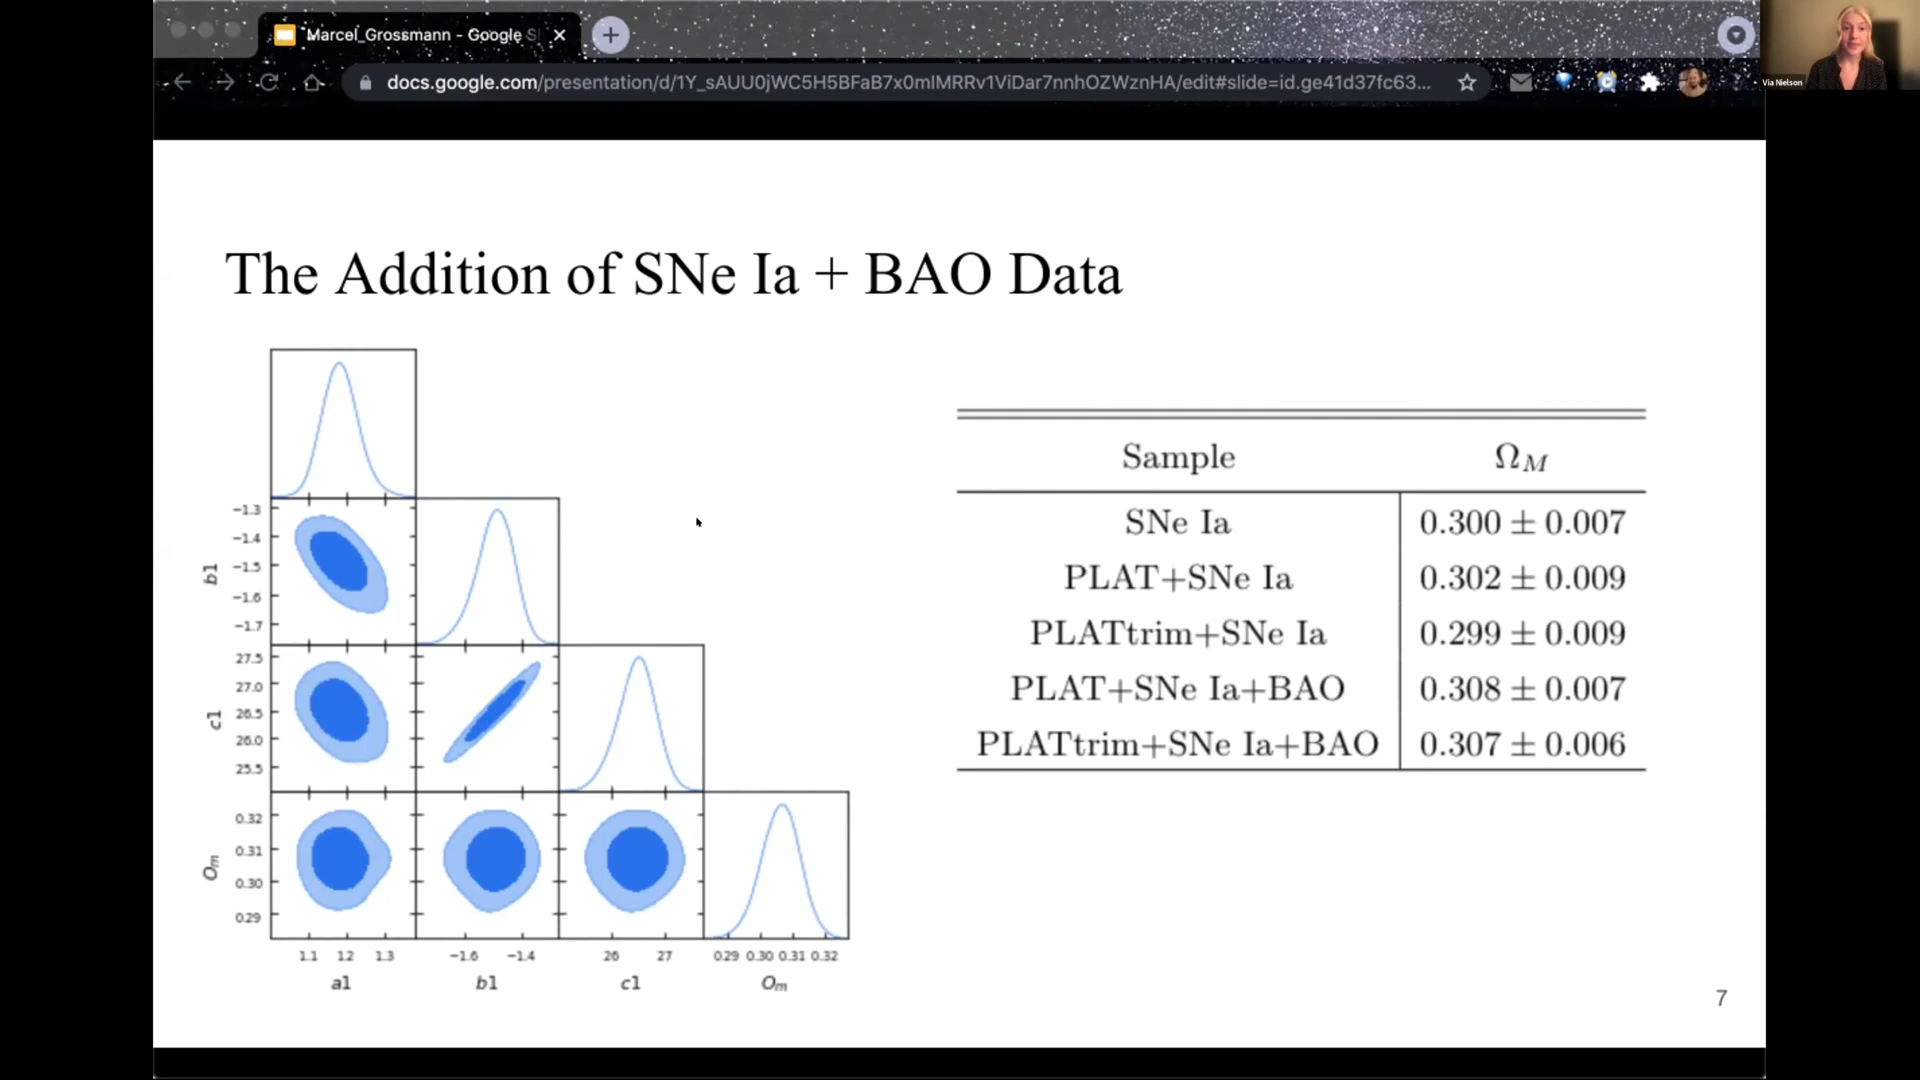 Marcel_Grossmann - Google S
docs.google.com/presentation/d/1Y_sAUU0jWC5H5BFaB7x0mIMRRv1ViDar7nnhOZWznHA/edit#slide=id.ge41d37fc63...
Via Nielson
The Addition of SNe Ia + BAO Data
−1.3
−1.4
−1.5
−1.6
−1.7
b1
27.5
27.0
26.5
26.0
25.5
c1
0.32
0.31
0.30
0.29
Om
1.1 1.2 1.3
−1.6 −1.4
26 27
0.29 0.30 0.31 0.32
a1
b1
c1
Om
Sample ΩM
SNe Ia 0.300 ± 0.007
PLAT+SNe Ia 0.302 ± 0.009
PLATtrim+SNe Ia 0.299 ± 0.009
PLAT+SNe Ia+BAO 0.308 ± 0.007
PLATtrim+SNe Ia+BAO 0.307 ± 0.006
7